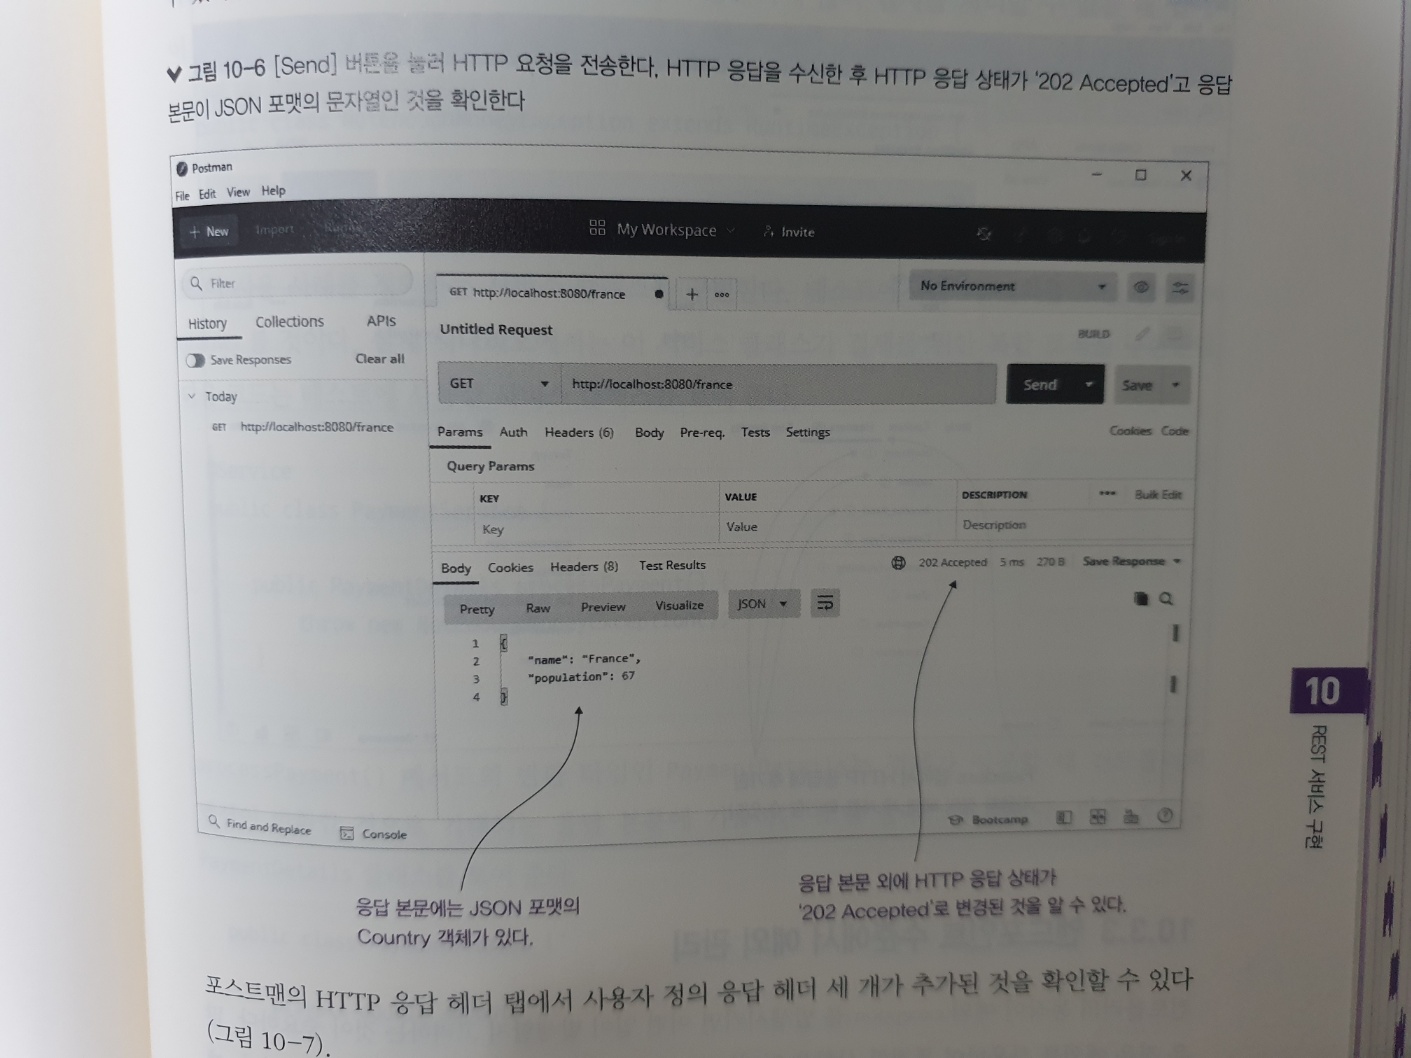 그림 10-6 [Send] 버튼을 눌러 HTTP 요청을 전송한다, HTTP 응답을 수신한 후 HTTP 응답 상태가 '202 Accepted'고 응답
본문이 JSON 포맷의 문자열인 것을 확인한다
Postman
File Edit View Help
+ New Import My Workspace Invite
Filter
GET http://localhost:8080/france
No Environment
History Collections APIs
Untitled Request
BUILD
Save Responses Clear all
GET http://localhost:8080/france
Send Save
Today
GET http://localhost:8080/france
Params Auth Headers (6) Body Pre-req. Tests Settings
Cookies Code
Query Params
KEY VALUE DESCRIPTION ••• Bulk Edit
Key Value Description
Body Cookies Headers (8) Test Results
202 Accepted 5 ms 270 B Save Response
Pretty Raw Preview Visualize JSON
1 {
2 "name": "France",
3 "population": 67
4 }
Find and Replace Console
Bootcamp
응답 본문에는 JSON 포맷의
Country 객체가 있다.
응답 본문 외에 HTTP 응답 상태가
'202 Accepted'로 변경된 것을 알 수 있다.
포스트맨의 HTTP 응답 헤더 탭에서 사용자 정의 응답 헤더 세 개가 추가된 것을 확인할 수 있다
(그림 10-7).
10
REST 서비스 구현